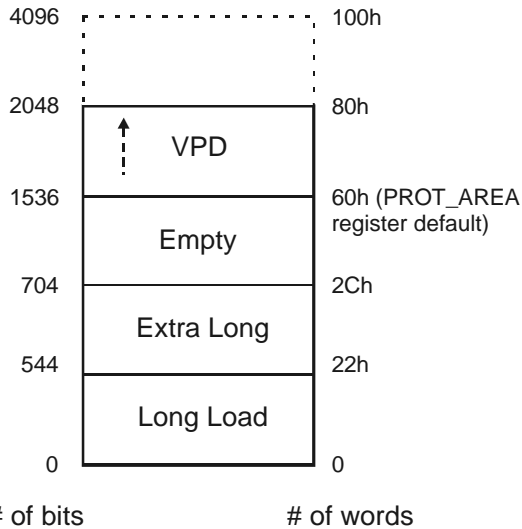 4096 100h
2048 80h
VPD
1536 60h (PROT_AREA
register default)
Empty
704 2Ch
Extra Long
544 22h
Long Load
0 0
# of bits # of words